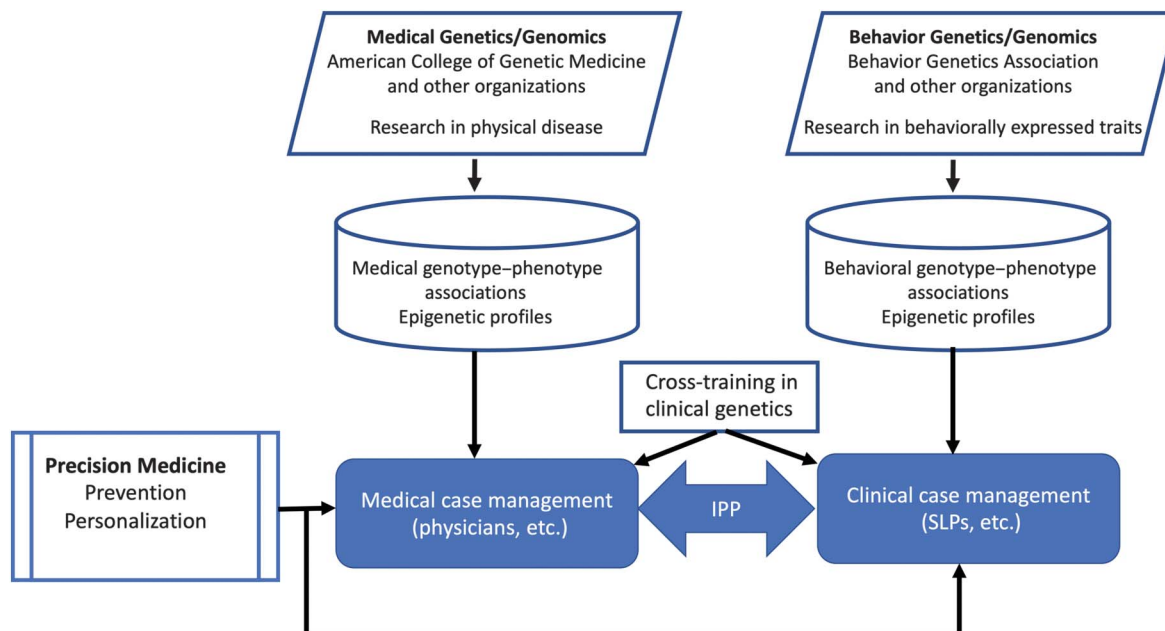 Medical Genetics/Genomics
American College of Genetic Medicine
and other organizations
Research in physical disease
Behavior Genetics/Genomics
Behavior Genetics Association
and other organizations
Research in behaviorally expressed traits
Medical genotype–phenotype
associations
Epigenetic profiles
Behavioral genotype–phenotype
associations
Epigenetic profiles
Cross-training in
clinical genetics
Precision Medicine
Prevention
Personalization
Medical case management
(physicians, etc.)
IPP
Clinical case management
(SLPs, etc.)